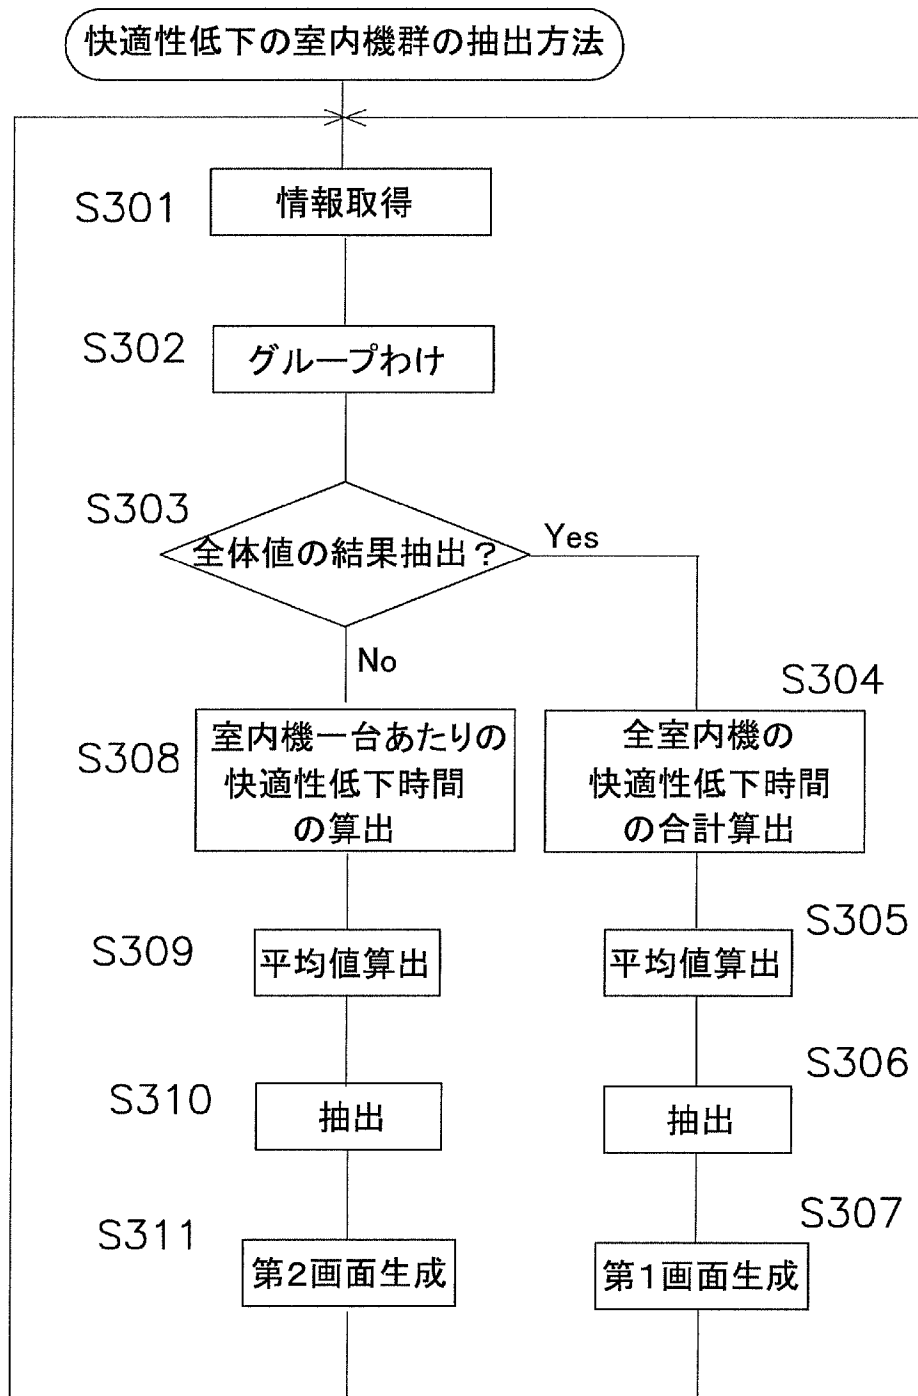 快適性低下の室内機群の抽出方法
S301
情報取得
S302
グループわけ
S303
全体値の結果抽出？
Yes
No
S304
全室内機の
快適性低下時間
の合計算出
S308
室内機一台あたりの
快適性低下時間
の算出
S305
平均値算出
S309
平均値算出
S306
抽出
S310
抽出
S307
第1画面生成
S311
第2画面生成